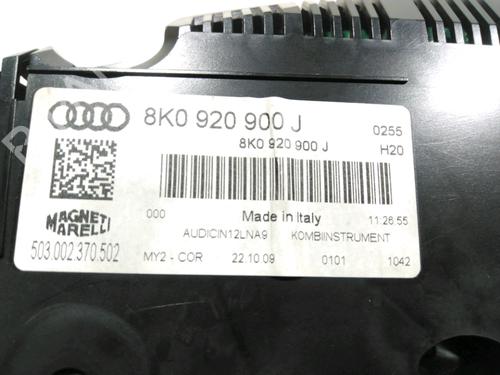 8K0 920 900 J
0255
8K0 920 900 J
H20
MAGNETI
MARELLI
000
Made in Italy
11:26:55
AUDICIN12LNA9
KOMBIINSTRUMENT
503.002.370.502
MY2 - COR
22.10.09
0101
1042